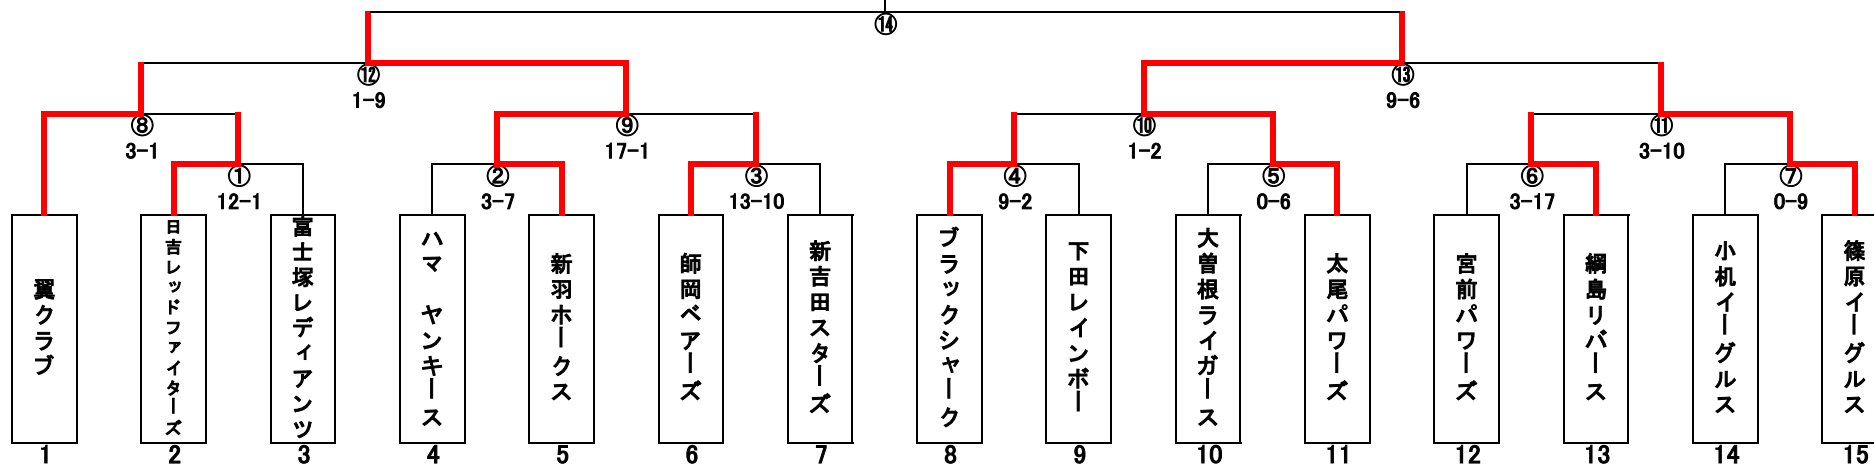 ⑭
⑫
⑬
1-9
9-6
⑧
⑨
⑩
⑪
3-1
17-1
1-2
3-10
①
②
③
④
⑤
⑥
⑦
12-1
3-7
13-10
9-2
0-6
3-17
0-9
翼クラブ
日吉レッドファイターズ
富士塚レディアンツ
ハマ ヤンキース
新羽ホークス
師岡ベアーズ
新吉田スターズ
ブラックシャーク
下田レインボー
大曽根ライガース
太尾パワーズ
宮前パワーズ
綱島リバース
小机イーグルス
篠原イーグルス
1
2
3
4
5
6
7
8
9
10
11
12
13
14
15